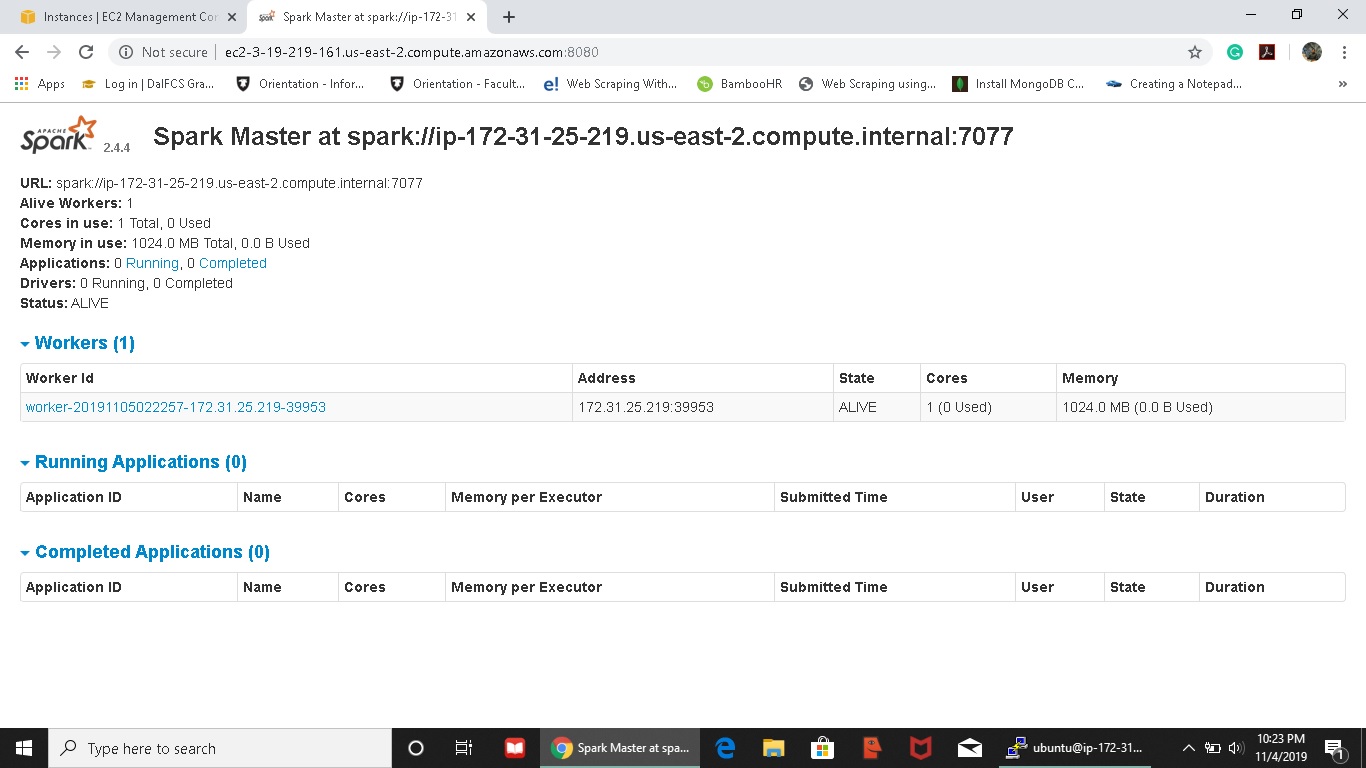 Instances | EC2 Management Con
Spark Master at spark://ip-172-31
Not secure
ec2-3-19-219-161.us-east-2.compute.amazonaws.com:8080
Apps
Log in | DalFCS Gra...
Orientation - Infor...
Orientation - Facult...
Web Scraping With...
BambooHR
Web Scraping using...
Install MongoDB C...
Creating a Notepad...
»
APACHE
Spark
2.4.4
Spark Master at spark://ip-172-31-25-219.us-east-2.compute.internal:7077
URL: spark://ip-172-31-25-219.us-east-2.compute.internal:7077
Alive Workers: 1
Cores in use: 1 Total, 0 Used
Memory in use: 1024.0 MB Total, 0.0 B Used
Applications: 0 Running, 0 Completed
Drivers: 0 Running, 0 Completed
Status: ALIVE
Workers (1)
Worker Id Address State Cores Memory
worker-20191105022257-172.31.25.219-39953 172.31.25.219:39953 ALIVE 1 (0 Used) 1024.0 MB (0.0 B Used)
Running Applications (0)
Application ID Name Cores Memory per Executor Submitted Time User State Duration
Completed Applications (0)
Application ID Name Cores Memory per Executor Submitted Time User State Duration
Type here to search
Spark Master at spa...
ubuntu@ip-172-31...
10:23 PM
11/4/2019
1